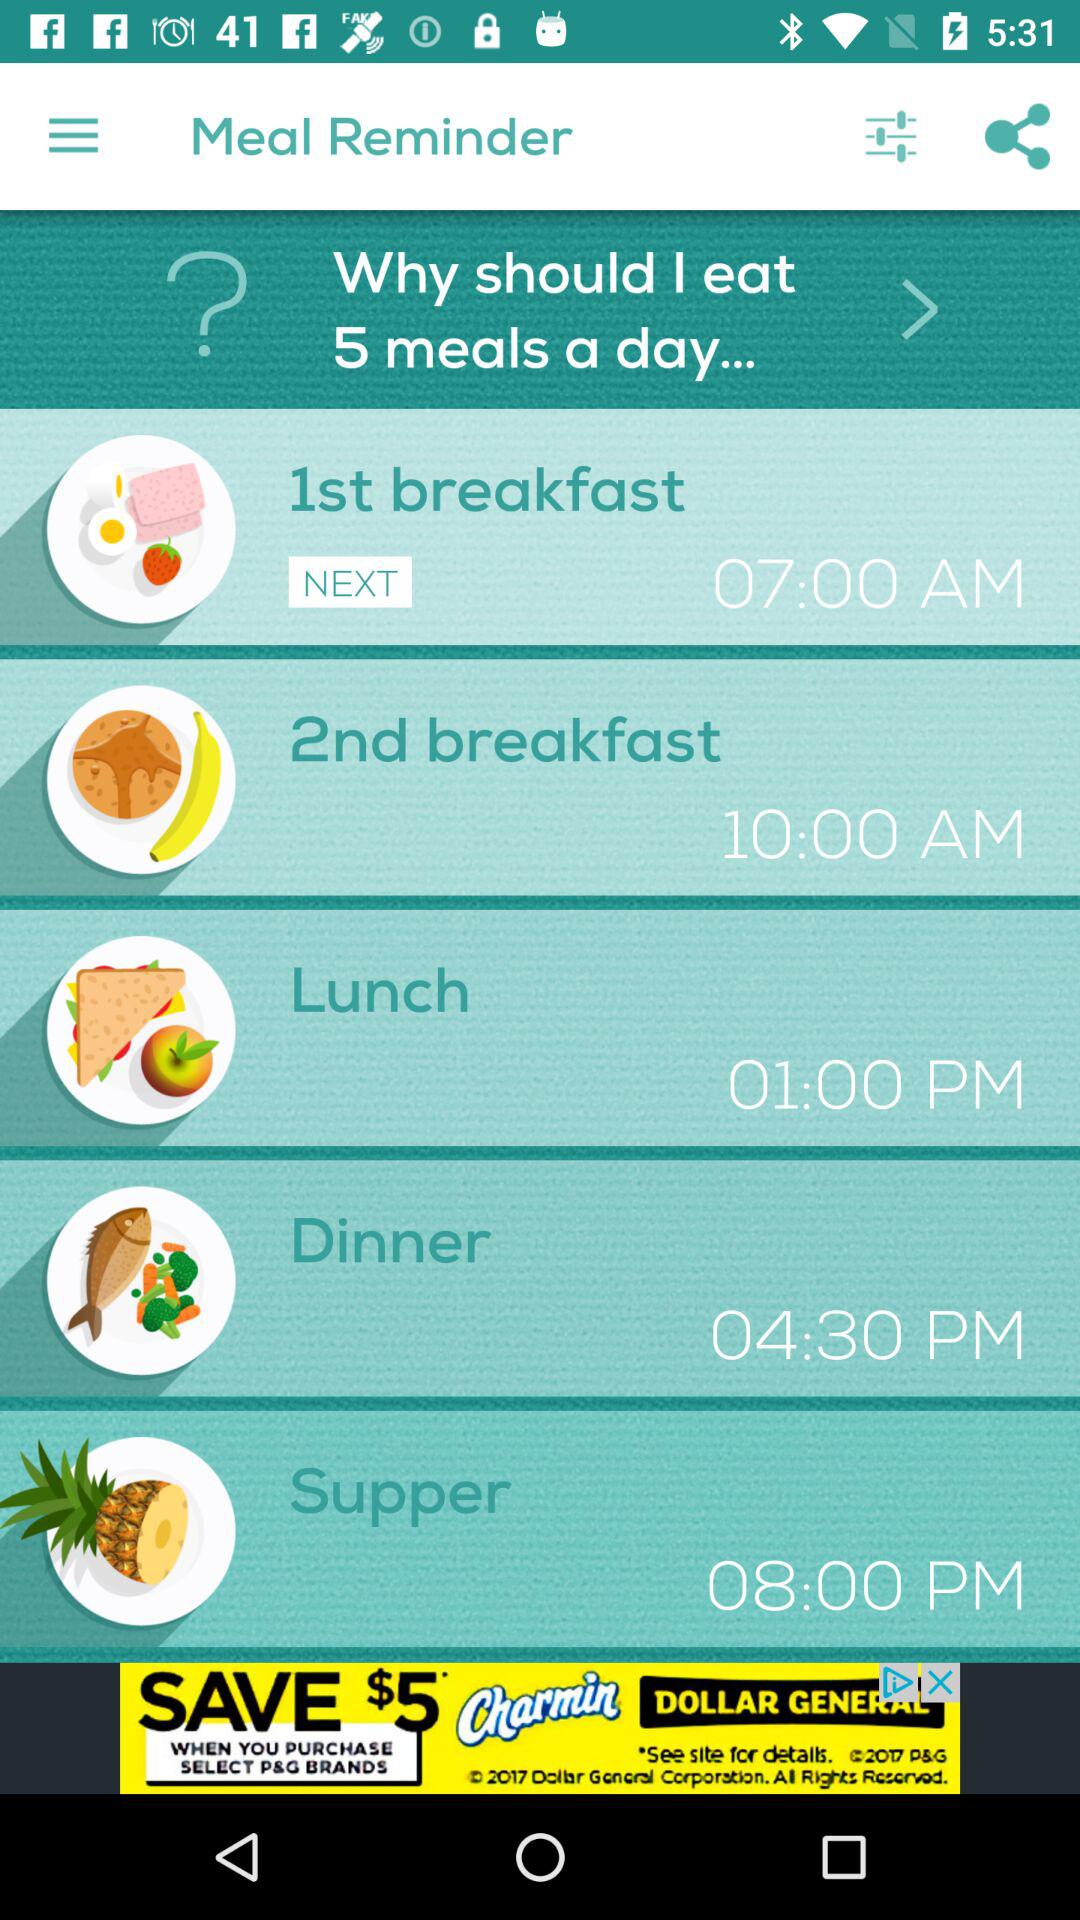 41 FAKE 5:31
Meal Reminder
?
Why should I eat
5 meals a day...
1st breakfast
NEXT
07:00 AM
2nd breakfast
10:00 AM
Lunch
01:00 PM
Dinner
04:30 PM
Supper
08:00 PM
SAVE $5*
WHEN YOU PURCHASE
SELECT P&G BRANDS
Charmin
DOLLAR GENERAL
*See site for details. ©2017 P&G
© 2017 Dollar General Corporation. All Rights Reserved.